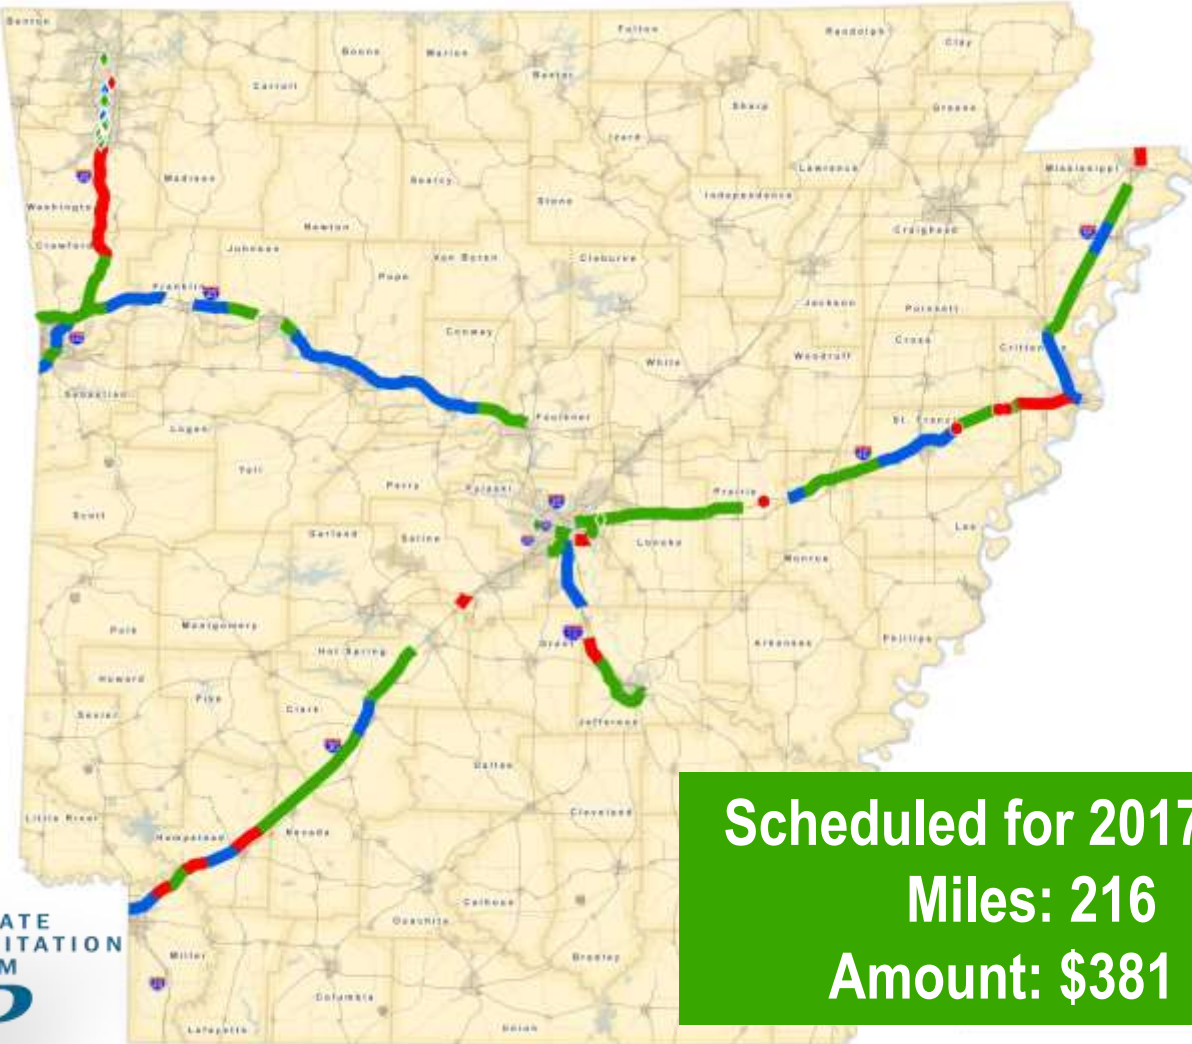 Benton
Boone
Marion
Fulton
Randolph
Clay
Carroll
Baxter
Sharp
Greene
Izard
Lawrence
Mississippi
Madison
Searcy
Stone
Independence
Washington
Newton
Craighead
Crawford
Johnson
Van Buren
Cleburne
Franklin
Pope
Jackson
Poinsett
Conway
Cross
White
Woodruff
Sebastian
Faulkner
St. Franc
Logan
Yell
Perry
Pulaski
Prairie
Scott
Garland
Saline
Lonoke
Lee
Monroe
Polk
Montgomery
Hot Spring
Grant
Arkansas
Phillips
Howard
Pike
Sevier
Clark
Jefferson
Dallas
Little River
Hempstead
Nevada
Cleveland
Calhoun
Ouachita
Miller
Bradley
Columbia
Lafayette
Union
Scheduled for 2017
Miles: 216
Amount: $381
ATE
ITATION
M